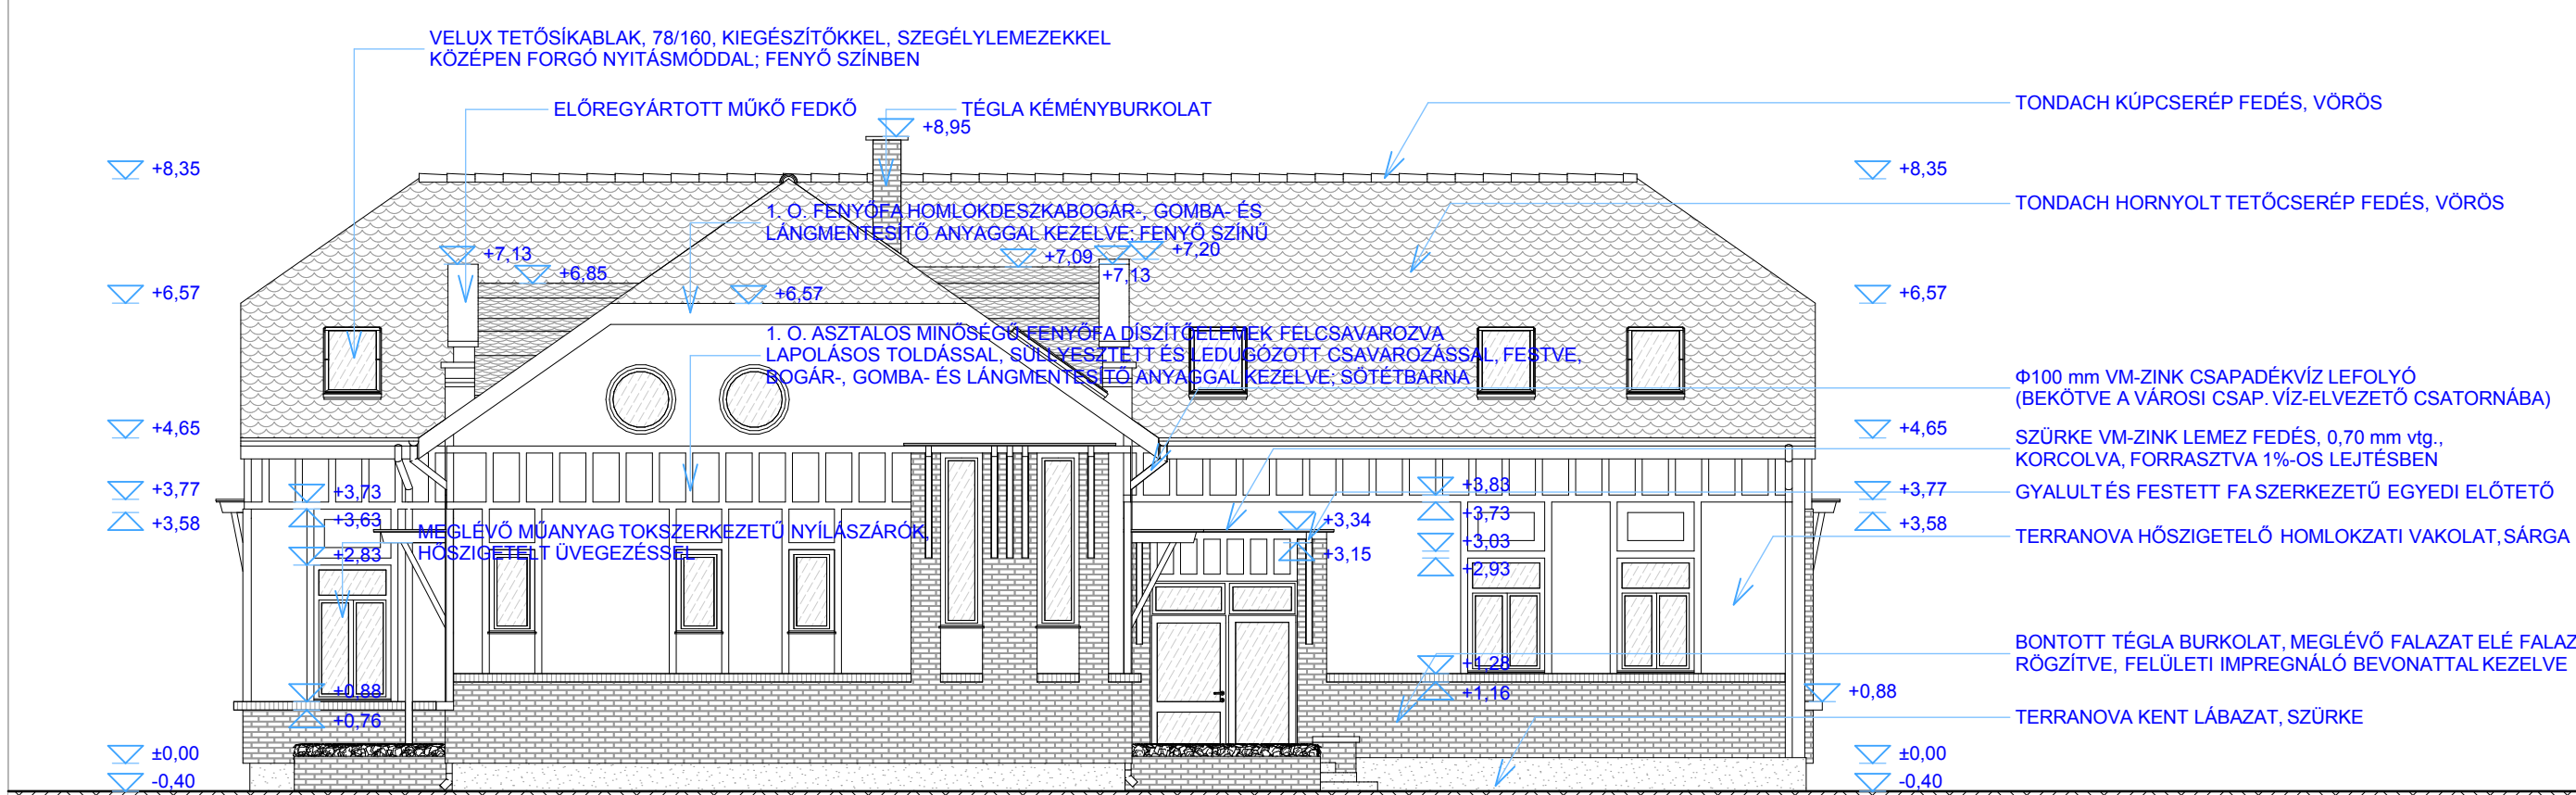 VELUX TETŐSÍKABLAK, 78/160, KIEGÉSZÍTŐKKEL, SZEGÉLYLEMEZEKKEL
KÖZÉPEN FORGÓ NYITÁSMÓDDAL; FENYŐ SZÍNBEN
ELŐREGYÁRTOTT MŰKŐ FEDKŐ
TÉGLA KÉMÉNYBURKOLAT
+8,95
TONDACH KÚPCSERÉP FEDÉS, VÖRÖS
+8,35
+8,35
TONDACH HORNYOLT TETŐCSERÉP FEDÉS, VÖRÖS
1. O. FENYŐFA HOMLOKDESZKABOGÁR-, GOMBA- ÉS
LÁNGMENTESÍTŐ ANYAGGAL KEZELVE; FENYŐ SZÍNŰ
+7,13
+6,85
+7,09
+7,13
+7,20
+6,57
+6,57
+6,57
1. O. ASZTALOS MINŐSÉGŰ FENYŐFA DÍSZÍTŐELEMEK FELCSAVAROZVA
LAPOLÁSOS TOLDÁSSAL, SÜLLYESZTETT ÉS LEDUGÓZOTT CSAVAROZÁSSAL, FESTVE,
BOGÁR-, GOMBA- ÉS LÁNGMENTESÍTŐ ANYAGGAL KEZELVE; SÖTÉTBARNA
Φ100 mm VM-ZINK CSAPADÉKVÍZ LEFOLYÓ
(BEKÖTVE A VÁROSI CSAP. VÍZ-ELVEZETŐ CSATORNÁBA)
+4,65
+4,65
SZÜRKE VM-ZINK LEMEZ FEDÉS, 0,70 mm vtg.,
KORCOLVA, FORRASZTVA 1%-OS LEJTÉSBEN
+3,77
+3,73
+3,83
+3,77
GYALULT ÉS FESTETT FA SZERKEZETŰ EGYEDI ELŐTETŐ
+3,58
+3,63
+3,34
+3,73
+3,58
MEGLÉVŐ MŰANYAG TOKSZERKEZETŰ NYÍLÁSZÁRÓK,
HŐSZIGETELT ÜVEGEZÉSSEL
TERRANOVA HŐSZIGETELŐ HOMLOKZATI VAKOLAT, SÁRGA
+2,83
+3,15
+3,03
+2,93
BONTOTT TÉGLA BURKOLAT, MEGLÉVŐ FALAZAT ELÉ FALAZ
RÖGZÍTVE, FELÜLETI IMPREGNÁLÓ BEVONATTAL KEZELVE
+1,28
+1,16
+0,88
+0,88
+0,76
TERRANOVA KENT LÁBAZAT, SZÜRKE
±0,00
±0,00
-0,40
-0,40